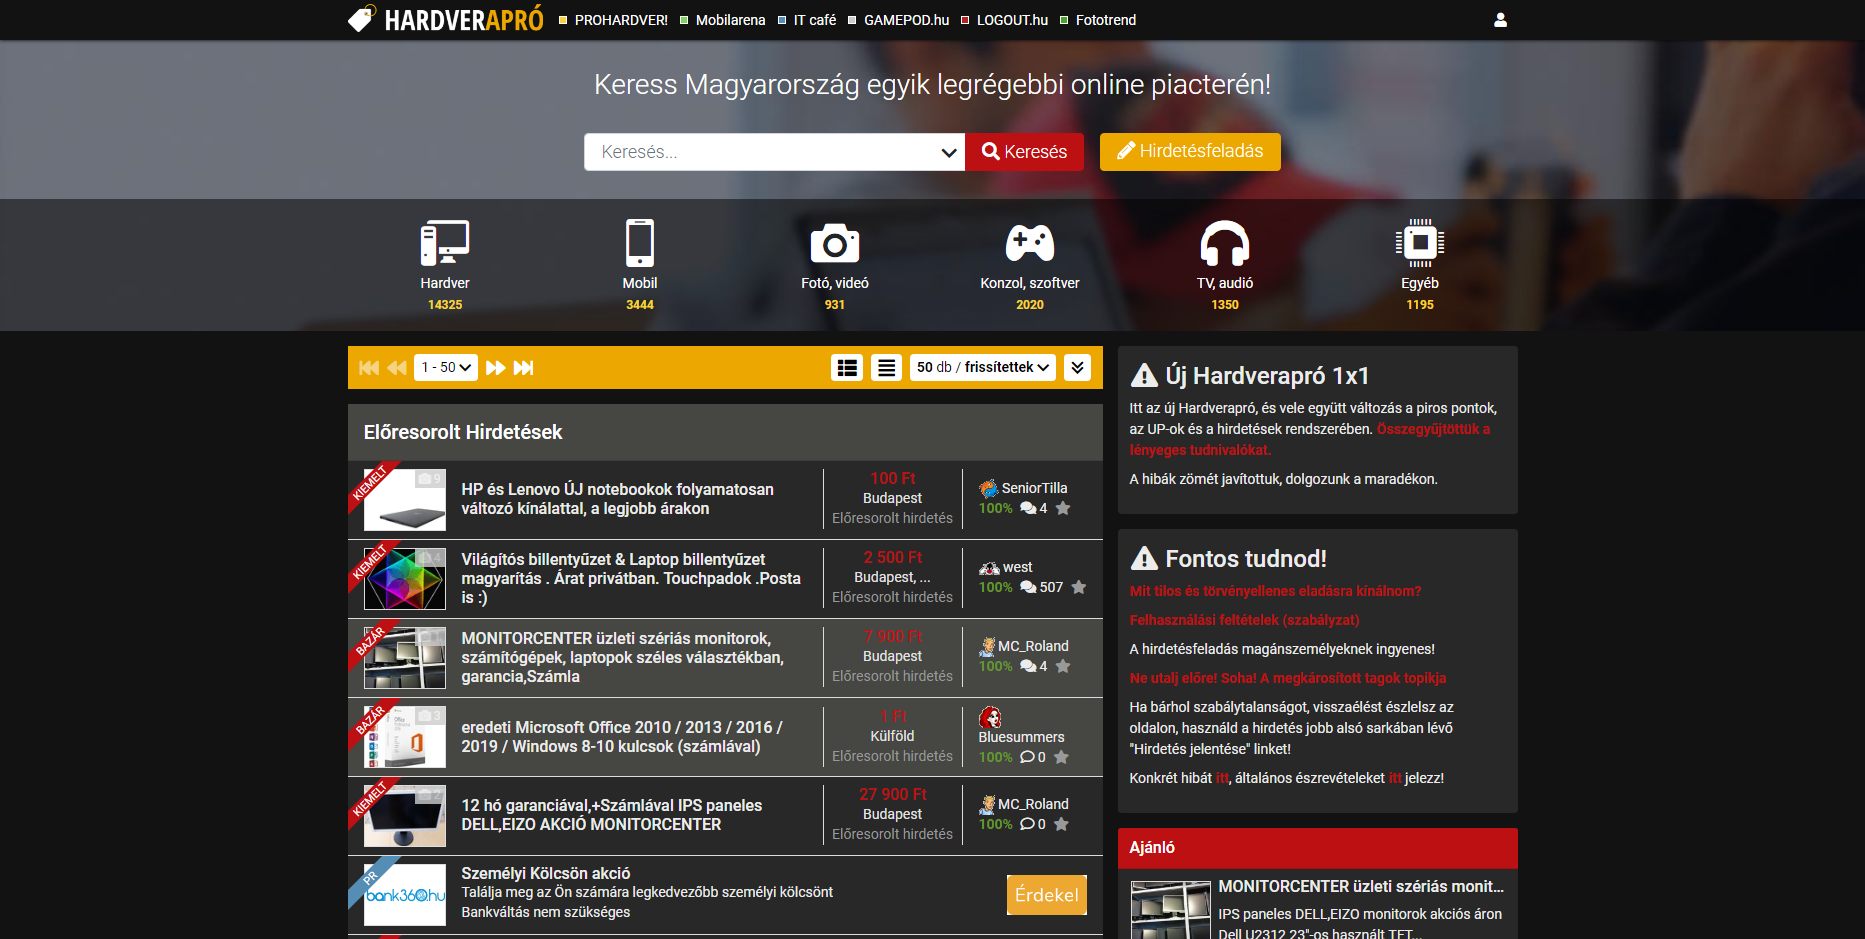 HARDVERAPRÓ
PROHARDVER! Mobilarena IT café GAMEPOD.hu LOGOUT.hu Fototrend
Keress Magyarország egyik legrégebbi online piacterén!
Keresés... Keresés Hirdetésfeladás
Hardver Mobil Fotó, videó Konzol, szoftver TV, audió Egyéb
14325 3444 931 2020 1350 1195
1 - 50 50 db / frissítettek
Előresorolt Hirdetések
KIEMELT
9
HP és Lenovo ÚJ notebookok folyamatosan
változó kínálattal, a legjobb árakon
100 Ft
Budapest
Előresorolt hirdetés
SeniorTilla
100% 4
KIEMELT
4
Világítós billentyűzet & Laptop billentyűzet
magyarítás . Árat privátban. Touchpadok .Posta
is :)
2 500 Ft
Budapest, ...
Előresorolt hirdetés
west
100% 507
BAZÁR
MONITORCENTER üzleti szériás monitorok,
számítógépek, laptopok széles választékban,
garancia,Számla
7 900 Ft
Budapest
Előresorolt hirdetés
MC_Roland
100% 4
BAZÁR
3
Office
eredeti Microsoft Office 2010 / 2013 / 2016 /
2019 / Windows 8-10 kulcsok (számlával)
1 Ft
Külföld
Előresorolt hirdetés
Bluesummers
100% 0
KIEMELT
2
12 hó garanciával,+Számlával IPS paneles
DELL,EIZO AKCIÓ MONITORCENTER
27 900 Ft
Budapest
Előresorolt hirdetés
MC_Roland
100% 0
PR
bank360.hu
Személyi Kölcsön akció
Találja meg az Ön számára legkedvezőbb személyi kölcsönt
Bankváltás nem szükséges
Érdekel
Új Hardverapró 1x1
Itt az új Hardverapró, és vele együtt változás a piros pontok,
az UP-ok és a hirdetések rendszerében. Összegyűjtöttük a
lényeges tudnivalókat.
A hibák zömét javítottuk, dolgozunk a maradékon.
Fontos tudnod!
Mit tilos és törvényellenes eladásra kínálnom?
Felhasználási feltételek (szabályzat)
A hirdetésfeladás magánszemélyeknek ingyenes!
Ne utalj előre! Soha! A megkárosított tagok topikja
Ha bárhol szabálytalanságot, visszaélést észlelsz az
oldalon, használd a hirdetés jobb alsó sarkában lévő
"Hirdetés jelentése" linket!
Konkrét hibát itt, általános észrevételeket itt jelezz!
Ajánló
MONITORCENTER üzleti szériás monit...
IPS paneles DELL,EIZO monitorok akciós áron
Dell U2312 23"-os használt TFT...